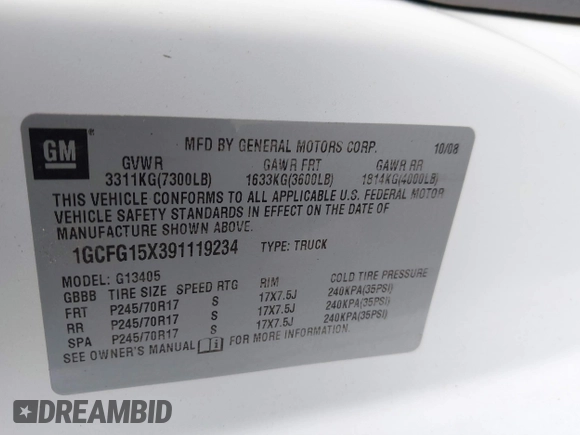 GM ®
MFD BY GENERAL MOTORS CORP. 10/08
GVWR GAWR FRT GAWR RR
3311KG(7300LB) 1633KG(3600LB) 1814KG(4000LB)
THIS VEHICLE CONFORMS TO ALL APPLICABLE U.S. FEDERAL MOTOR
VEHICLE SAFETY STANDARDS IN EFFECT ON THE DATE OF
MANUFACTURE SHOWN ABOVE.
1GCFG15X391119234 TYPE: TRUCK
MODEL: G13405
GBBB TIRE SIZE SPEED RTG RIM COLD TIRE PRESSURE
FRT P245/70R17 S 17X7.5J 240KPA(35PSI)
RR P245/70R17 S 17X7.5J 240KPA(35PSI)
SPA P245/70R17 S 17X7.5J 240KPA(35PSI)
SEE OWNER'S MANUAL i FOR MORE INFORMATION.
DREAMBID